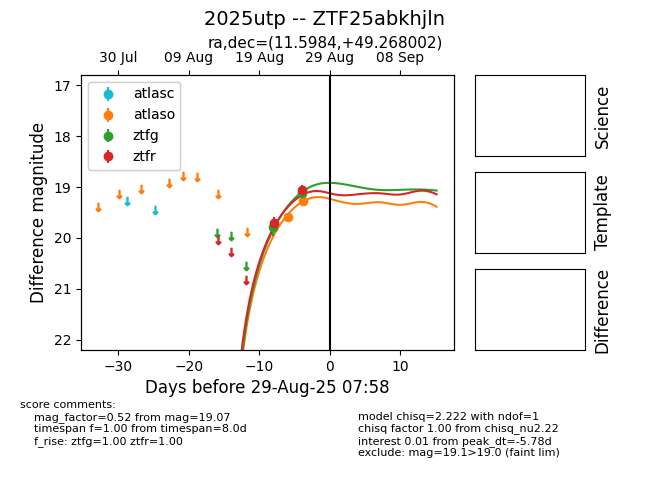 2025utp -- ZTF25abkhjln
ra,dec=(11.5984,+49.268002)
30 Jul 09 Aug 19 Aug 29 Aug 08 Sep
17
18
19
20
21
22
Difference magnitude
atlasc
atlaso
ztfg
ztfr
−30 −20 −10 0 10
Days before 29-Aug-25 07:58
Science
Template
Difference
score comments:
mag_factor=0.52 from mag=19.07
timespan f=1.00 from timespan=8.0d
f_rise: ztfg=1.00 ztfr=1.00
model chisq=2.222 with ndof=1
chisq factor 1.00 from chisq_nu2.22
interest 0.01 from peak_dt=-5.78d
exclude: mag=19.1>19.0 (faint lim)